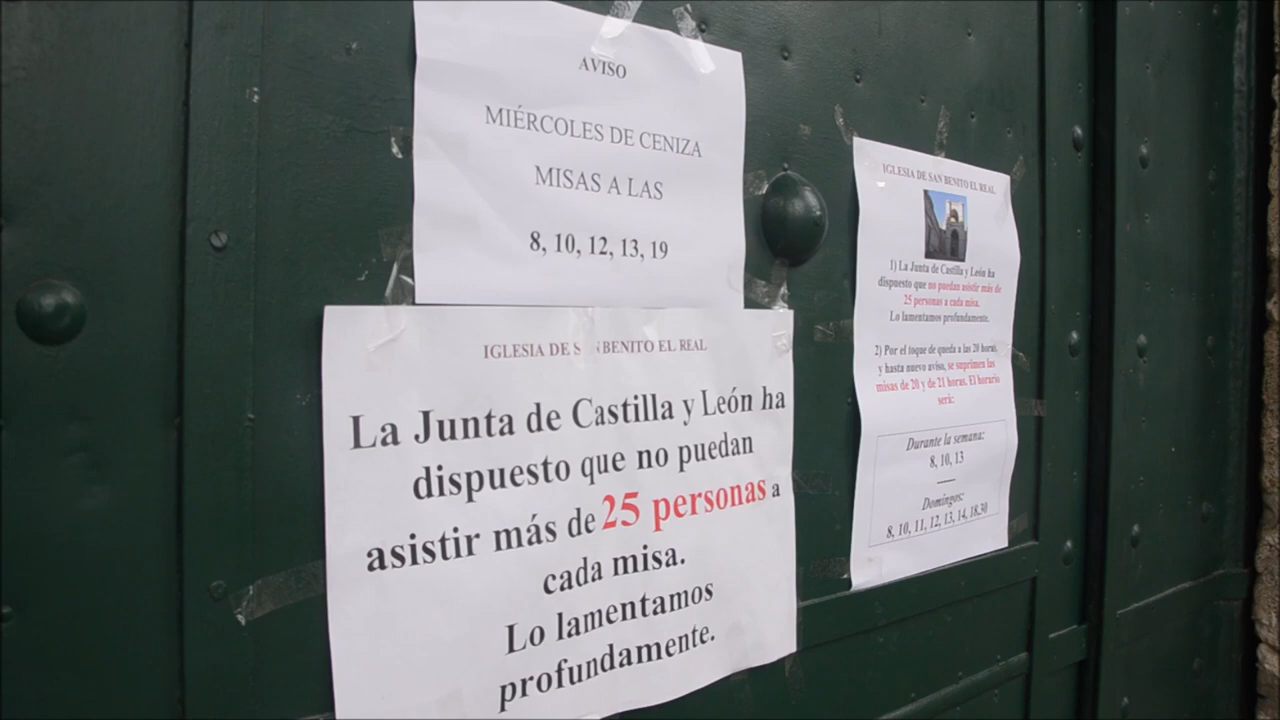 AVISO
MIÉRCOLES DE CENIZA
MISAS A LAS
8, 10, 12, 13, 19
IGLESIA DE S N BENITO EL REAL
La Junta de Castilla y León ha
dispuesto que no puedan
asistir más de 25 personas a
cada misa.
Lo lamentamos
profundamente.
IGLESIA DE SAN BENITO EL REAL
1) La Junta de Castilla y León ha
dispuesto que no puedan asistir más de
25 personas a cada misa.
Lo lamentamos profundamente.
2) Por el toque de queda a las 20 horas,
y hasta nuevo aviso, se suprimen las
misas de 20 y de 21 horas. El horario
será:
Durante la semana:
8, 10, 13
Domingos:
8, 10, 11, 12, 13, 14, 18.30